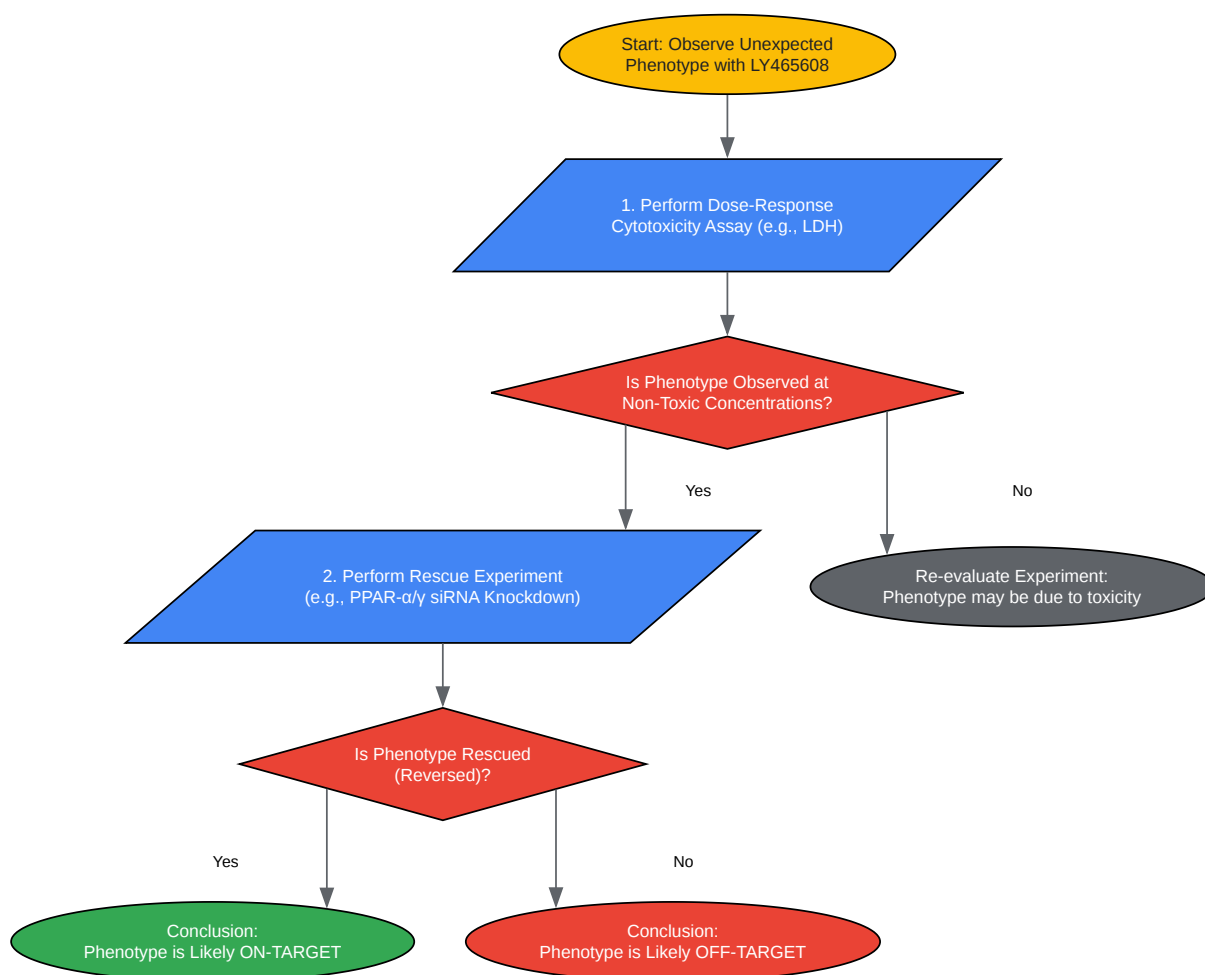 Start: Observe Unexpected
Phenotype with LY465608
1. Perform Dose-Response
Cytotoxicity Assay (e.g., LDH)
Is Phenotype Observed at
Non-Toxic Concentrations?
Yes
No
2. Perform Rescue Experiment
(e.g., PPAR-α/γ siRNA Knockdown)
Re-evaluate Experiment:
Phenotype may be due to toxicity
Is Phenotype Rescued
(Reversed)?
Yes
No
Conclusion:
Phenotype is Likely ON-TARGET
Conclusion:
Phenotype is Likely OFF-TARGET